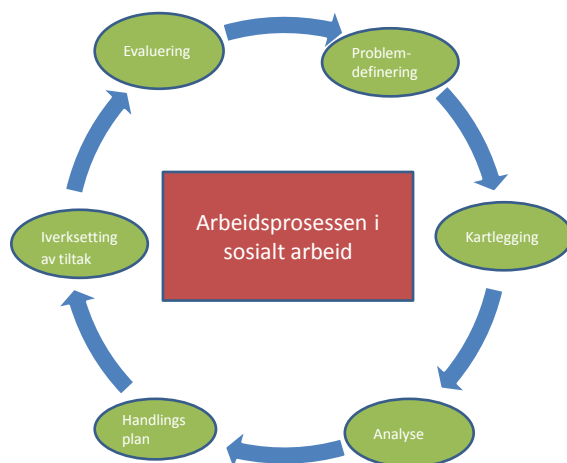 Evaluering
Problem-
definering
Arbeidsprosessen i
sosialt arbeid
Kartlegging
Iverksetting
av tiltak
Handlings
plan
Analyse